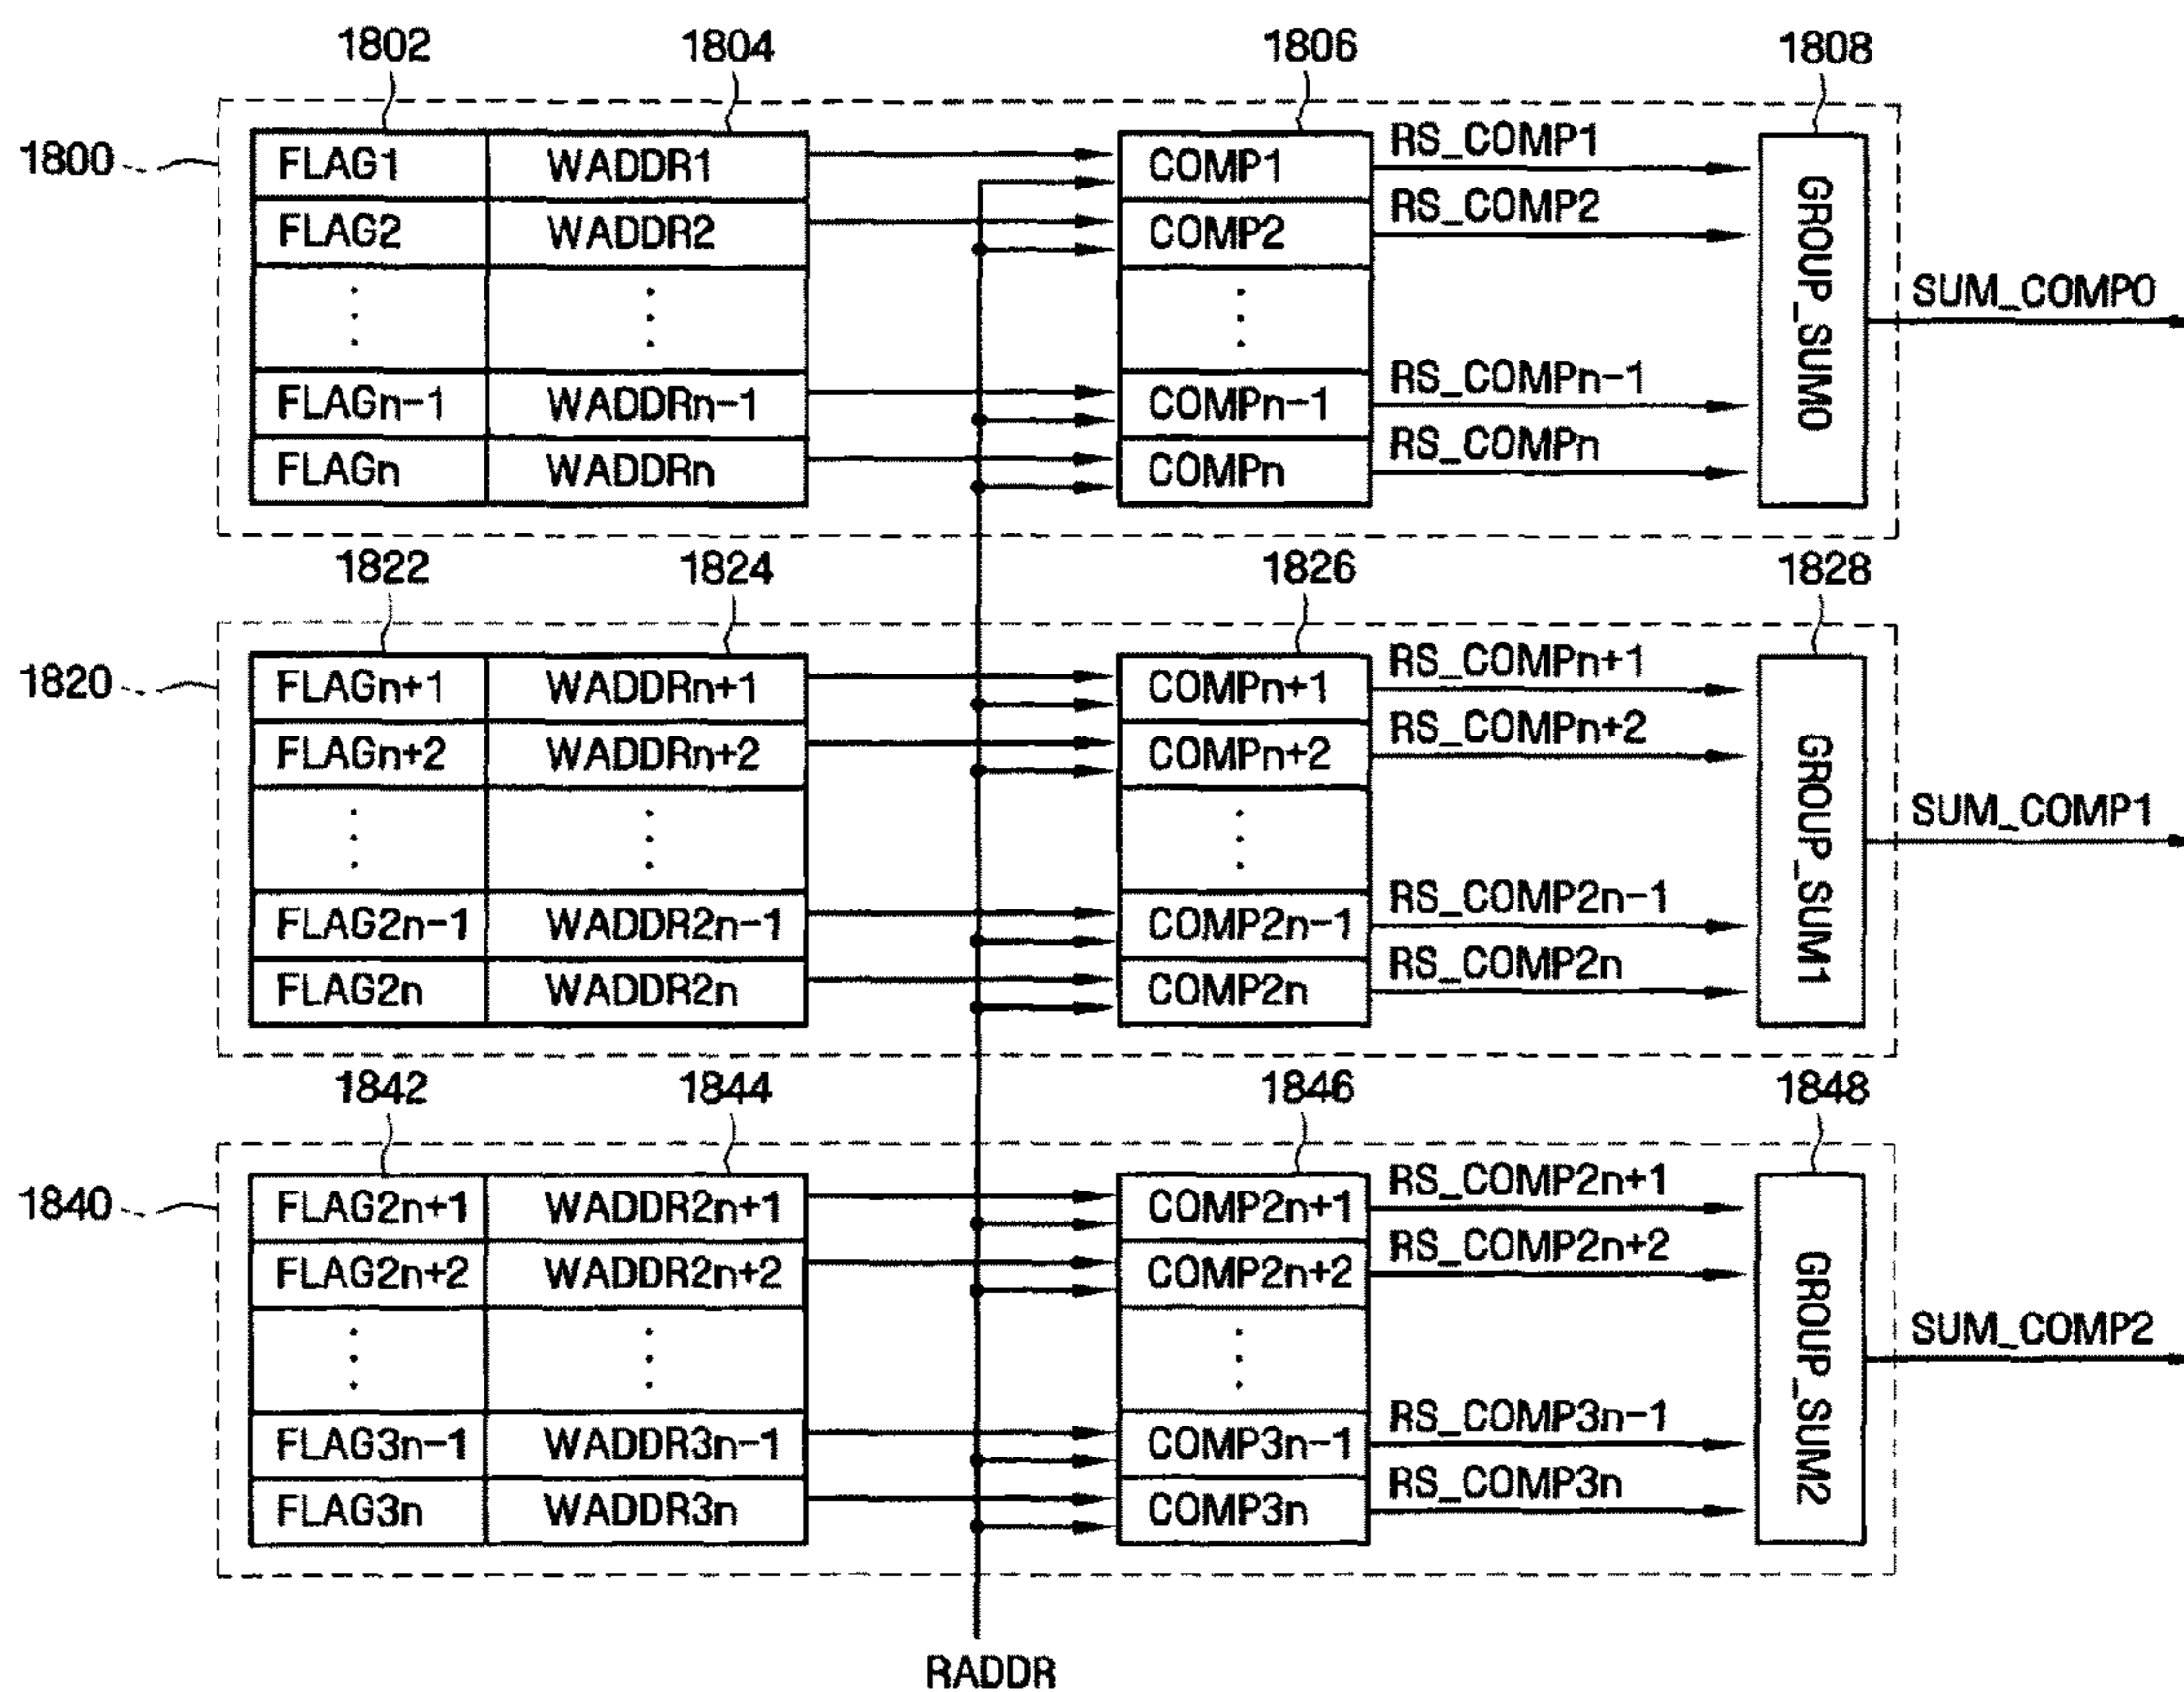 1802 1804 1806 1808
1800
FLAG1 WADDR1 COMP1 RS_COMP1
FLAG2 WADDR2 COMP2 RS_COMP2
GROUP_SUM0
SUM_COMP0
FLAGn-1 WADDRn-1 COMPn-1 RS_COMPn-1
FLAGn WADDRn COMPn RS_COMPn
1822 1824 1826 1828
1820
FLAGn+1 WADDRn+1 COMPn+1 RS_COMPn+1
FLAGn+2 WADDRn+2 COMPn+2 RS_COMPn+2
GROUP_SUM1
SUM_COMP1
FLAG2n-1 WADDR2n-1 COMP2n-1 RS_COMP2n-1
FLAG2n WADDR2n COMP2n RS_COMP2n
1842 1844 1846 1848
1840
FLAG2n+1 WADDR2n+1 COMP2n+1 RS_COMP2n+1
FLAG2n+2 WADDR2n+2 COMP2n+2 RS_COMP2n+2
GROUP_SUM2
SUM_COMP2
FLAG3n-1 WADDR3n-1 COMP3n-1 RS_COMP3n-1
FLAG3n WADDR3n COMP3n RS_COMP3n
RADDR